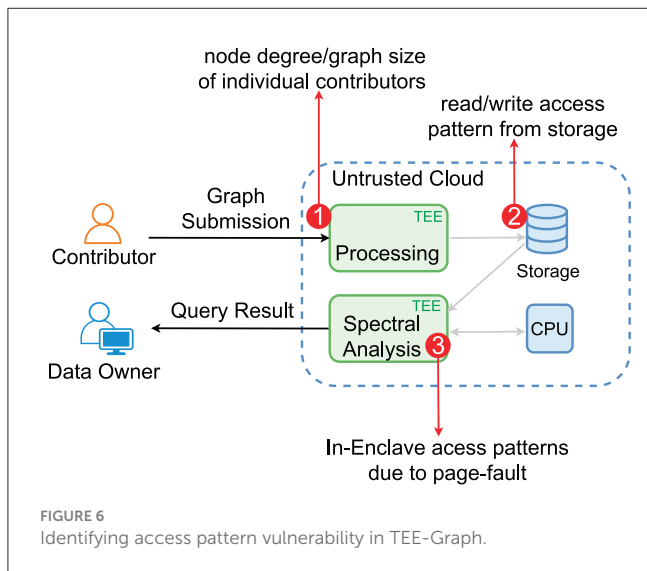 node degree/graph size
of individual contributors
read/write access
pattern from storage
Untrusted Cloud
Graph
Submission
1
TEE
Processing
2
Storage
Contributor
Query Result
TEE
Spectral
Analysis
3
CPU
Data Owner
In-Enclave acess patterns
due to page-fault
FIGURE 6
Identifying access pattern vulnerability in TEE-Graph.